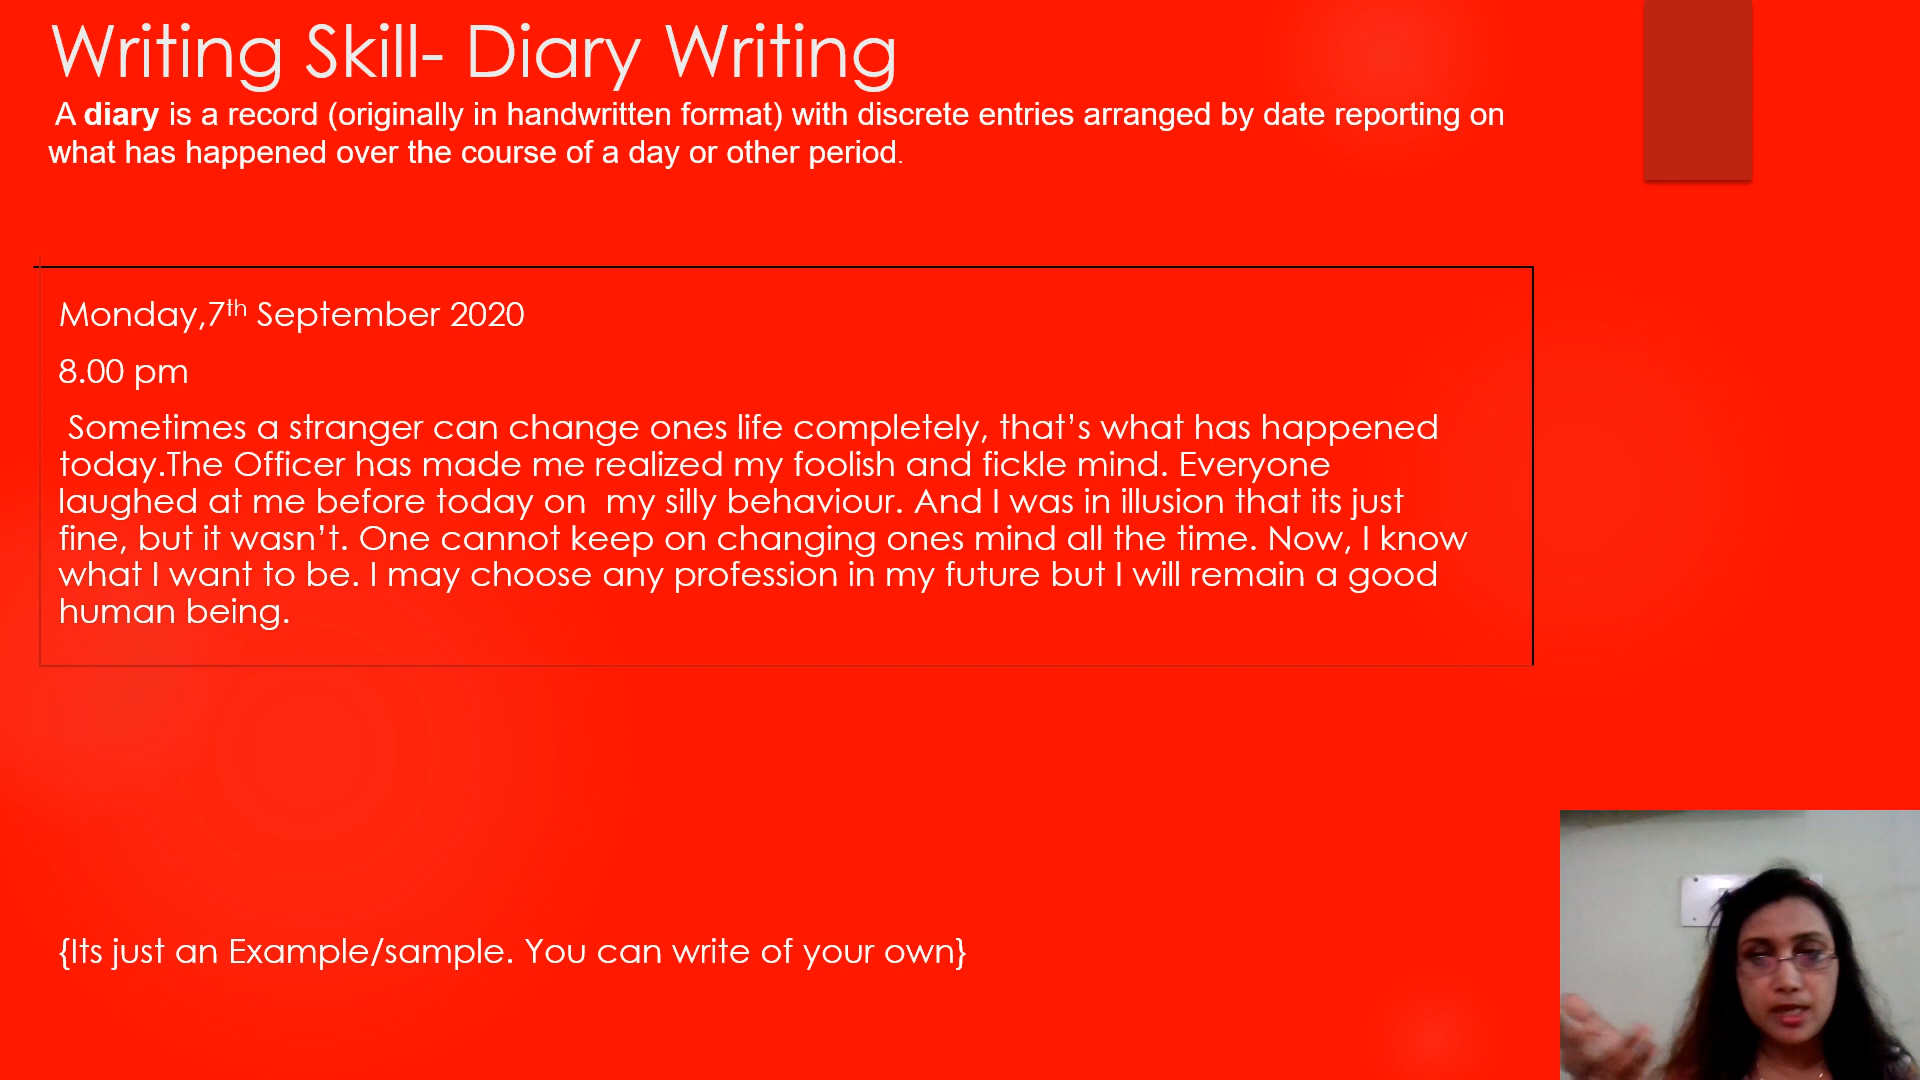 Writing Skill- Diary Writing
A diary is a record (originally in handwritten format) with discrete entries arranged by date reporting on
what has happened over the course of a day or other period.
Monday,7th September 2020
8.00 pm
Sometimes a stranger can change ones life completely, that’s what has happened
today.The Officer has made me realized my foolish and fickle mind. Everyone
laughed at me before today on  my silly behaviour. And I was in illusion that its just
fine, but it wasn’t. One cannot keep on changing ones mind all the time. Now, I know
what I want to be. I may choose any profession in my future but I will remain a good
human being.
{Its just an Example/sample. You can write of your own}